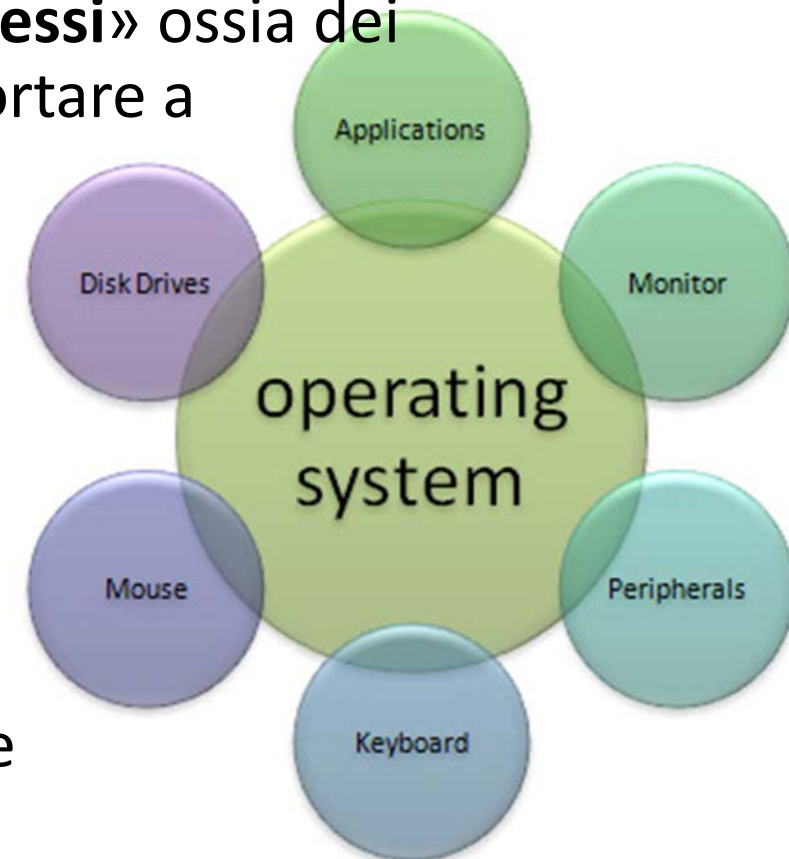 essi» ossia dei
ortare a
Applications
Disk Drives
Monitor
operating
system
Mouse
Peripherals
e
Keyboard